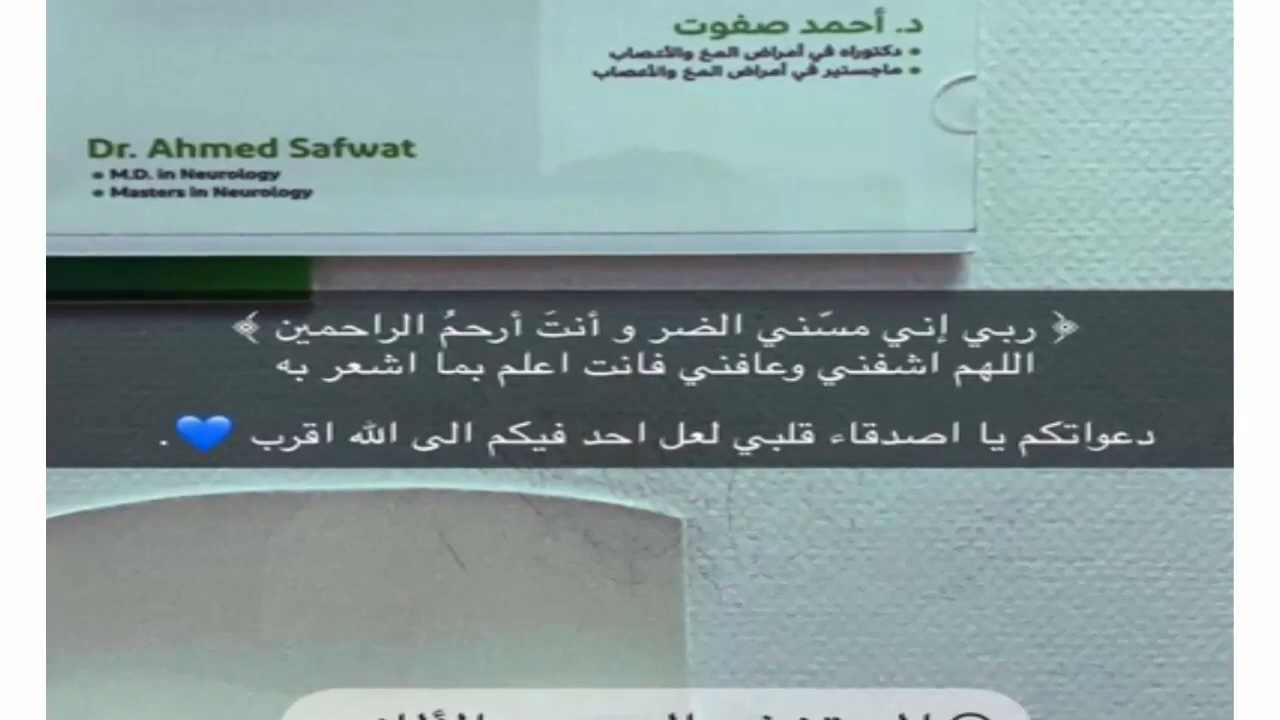 د. أحمد صفوت
• دكتوراه في أمراض المخ والأعصاب
• ماجستير في أمراض المخ والأعصاب
Dr. Ahmed Safwat
• M.D. in Neurology
• Masters in Neurology
﴿ ربي إني مسَني الضر و أنتَ أرحمُ الراحمين ﴾
اللهم اشفني وعافني فانت اعلم بما اشعر به
دعواتكم يا اصدقاء قلبي لعل احد فيكم الى الله اقرب 💙.